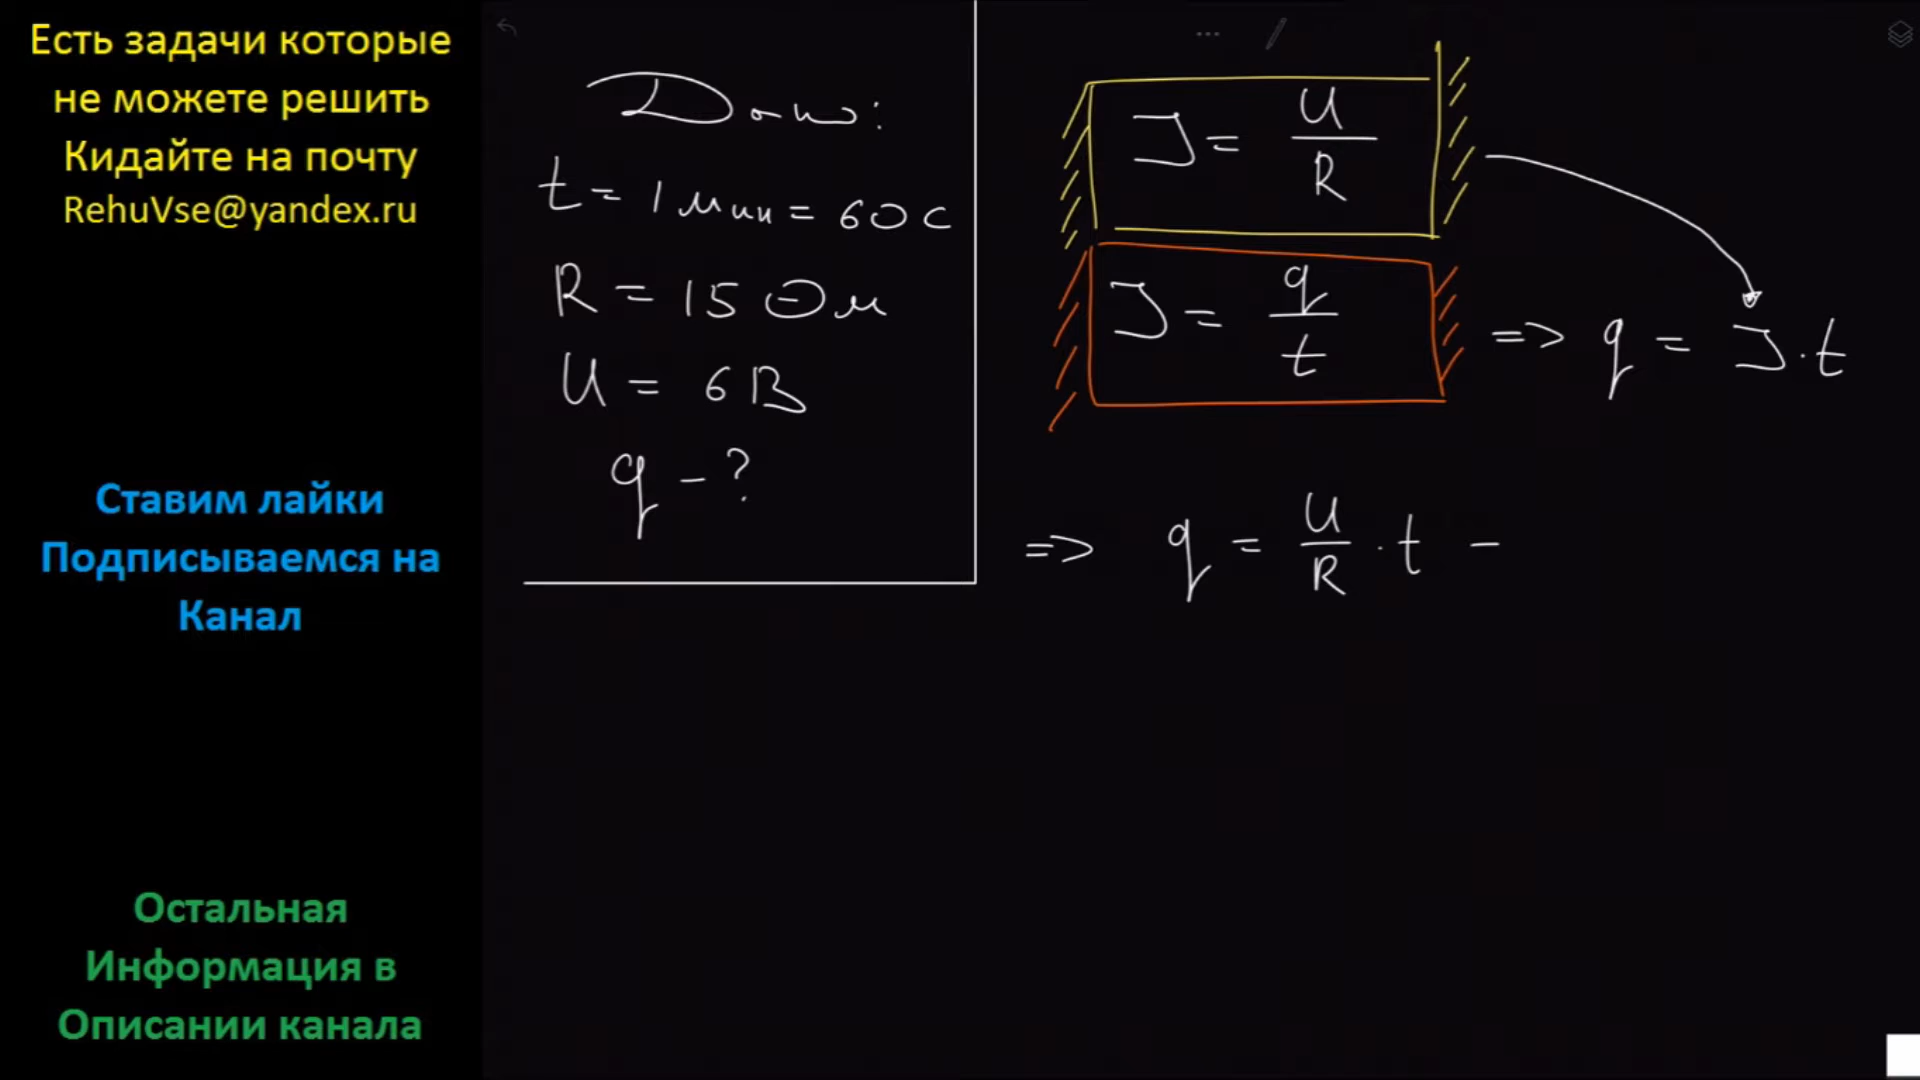 Есть задачи которые
не можете решить
Кидайте на почту
RehuVse@yandex.ru
Ставим лайки
Подписываемся на
Канал
Остальная
Информация в
Описании канала
Дано:
t = 1 мин = 60 с
R = 15 Ом
U = 6 В
q - ?
I = U/R
I = q/t => q = I · t
=> q = U/R · t -